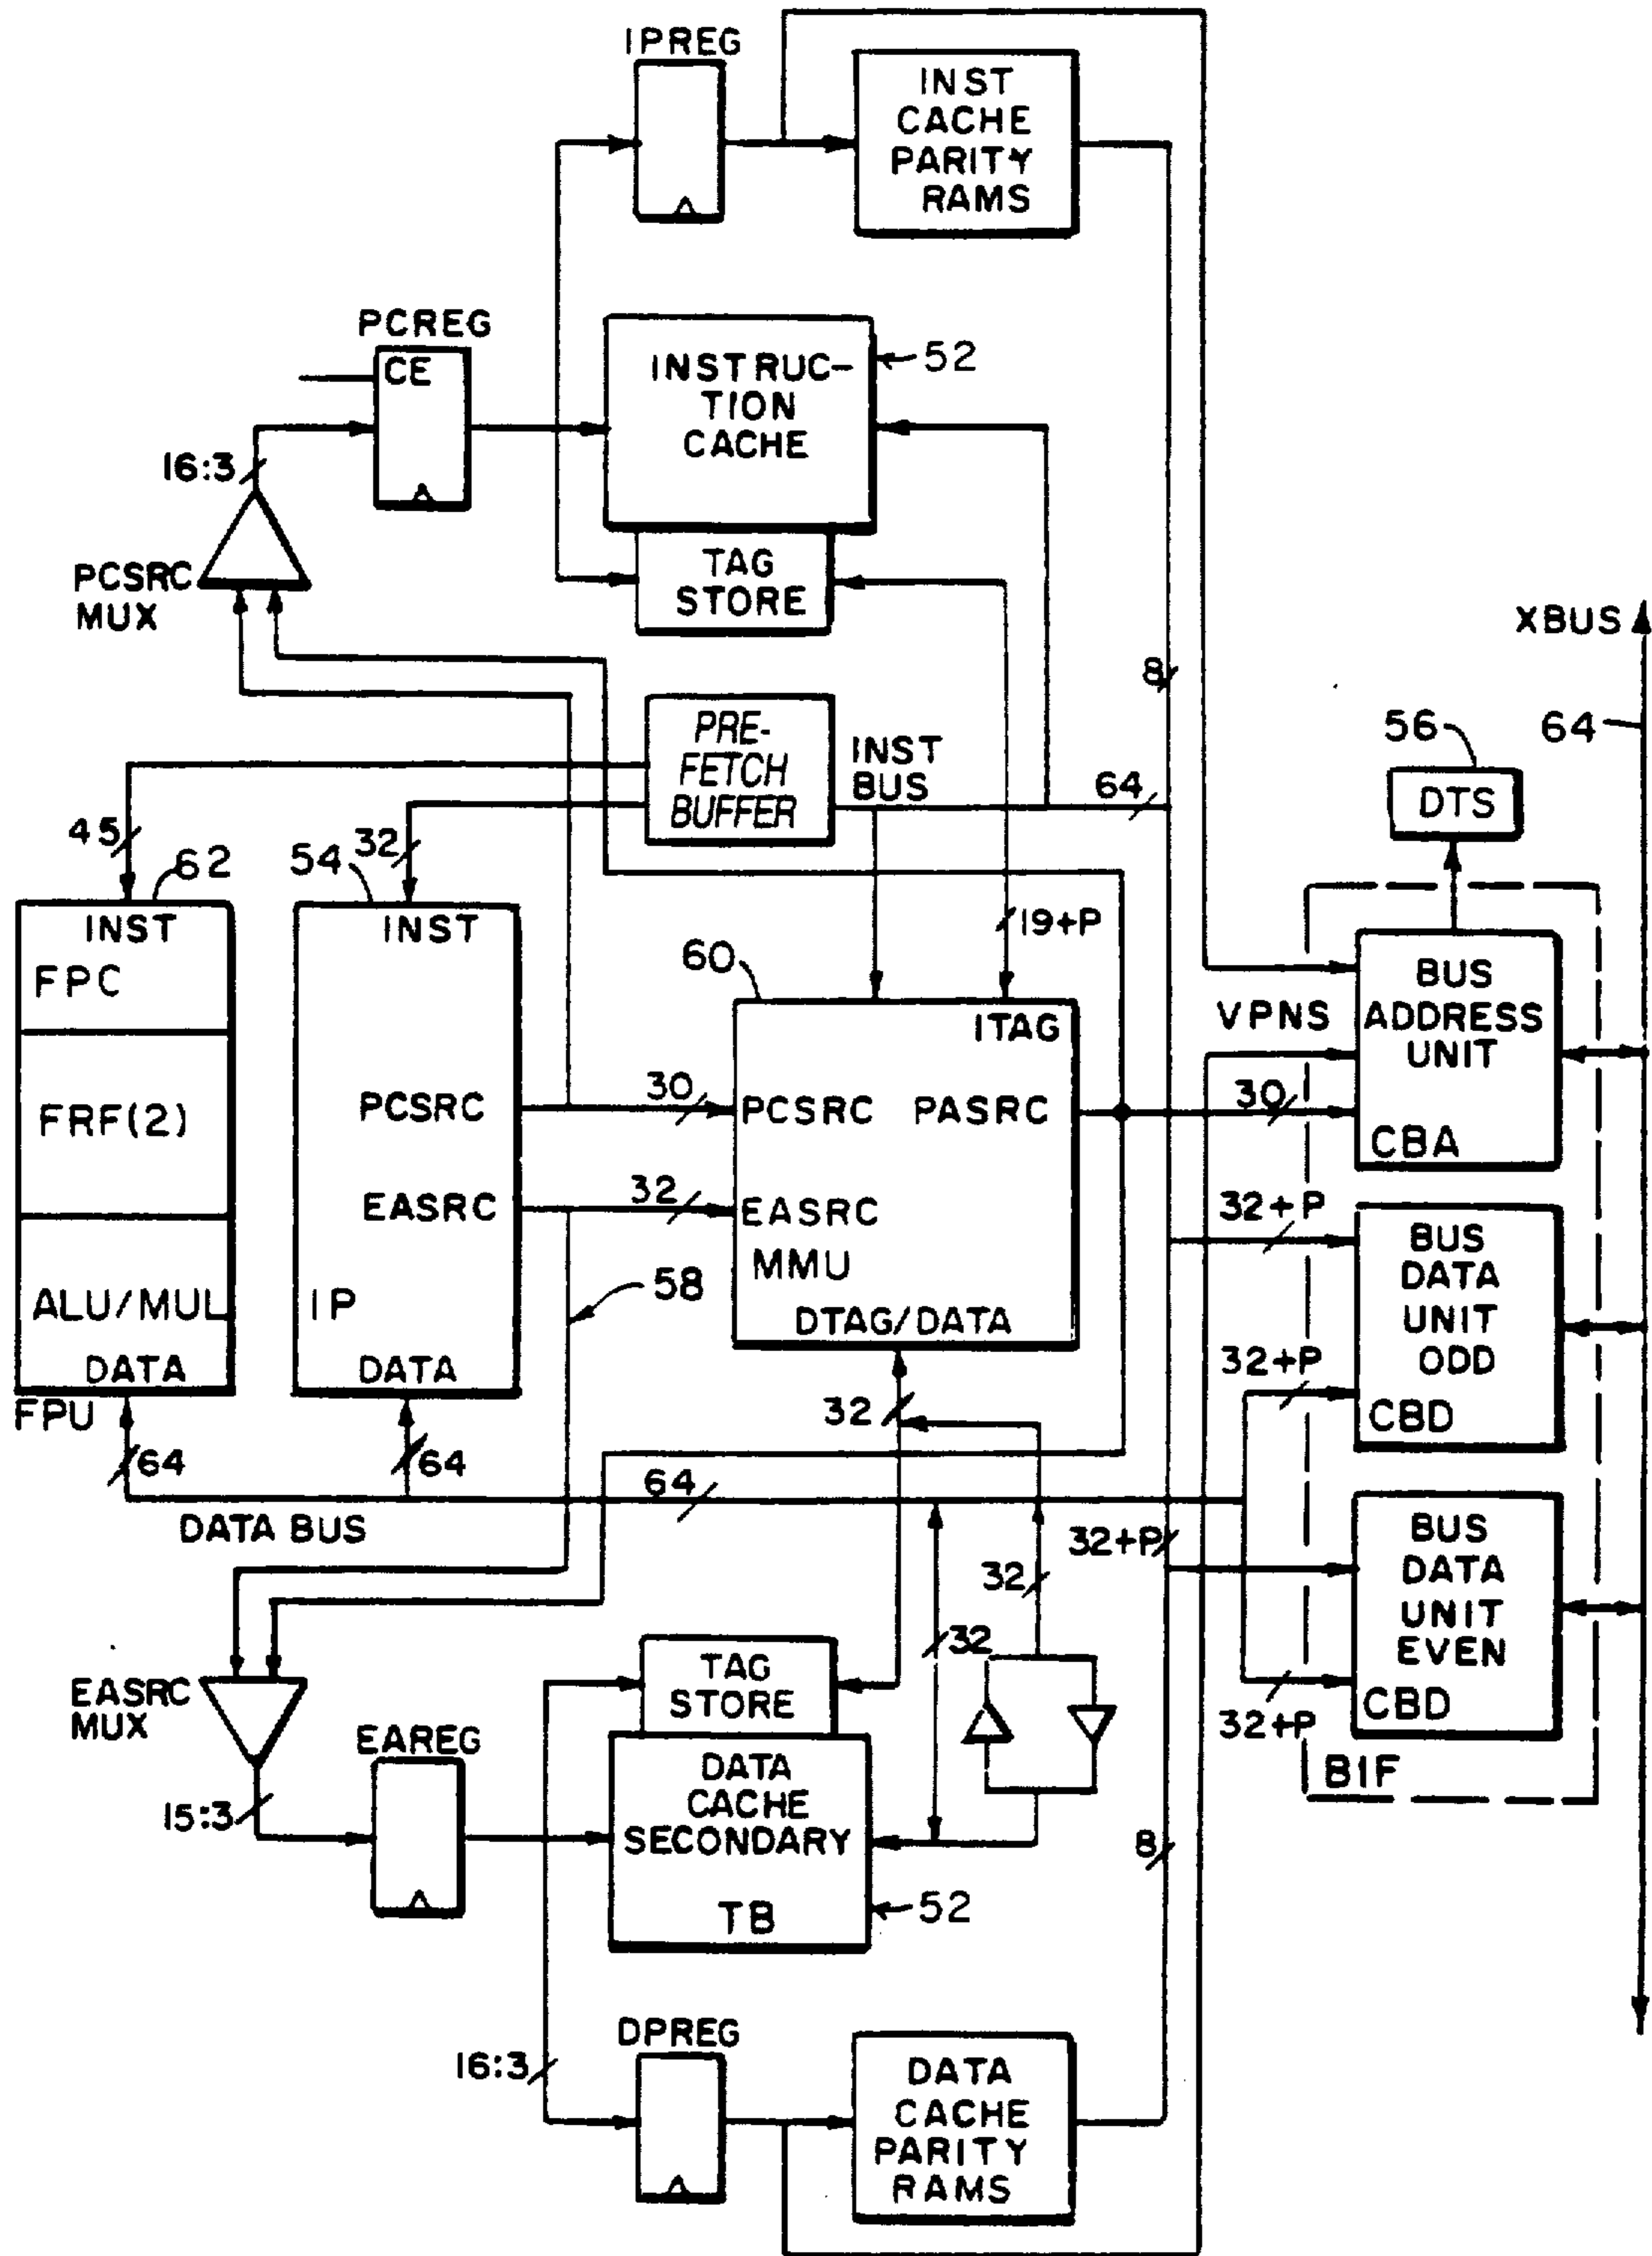 IPREG
INST
CACHE
PARITY
RAMS
PCREG
CE
INSTRUC-
TION
CACHE
52
16:3
PCSRC
MUX
TAG
STORE
XBUS
8
PRE-
FETCH
BUFFER
INST
BUS
64
56
64
DTS
45
62
54
32
INST
FPC
FRF(2)
ALU/MUL
DATA
FPU
INST
PCSRC
EASRC
IP
DATA
60
19+P
ITAG
30
PCSRC
PASRC
32
EASRC
MMU
DTAG/DATA
58
VPNS
BUS
ADDRESS
UNIT
30
CBA
32+P
BUS
DATA
UNIT
ODD
32+P
CBD
32
64
64
64
DATA BUS
32+P
BUS
DATA
UNIT
EVEN
32+P
CBD
BIF
32
32
EASRC
MUX
TAG
STORE
EAREG
15:3
DATA
CACHE
SECONDARY
TB
52
8
DPREG
16:3
DATA
CACHE
PARITY
RAMS